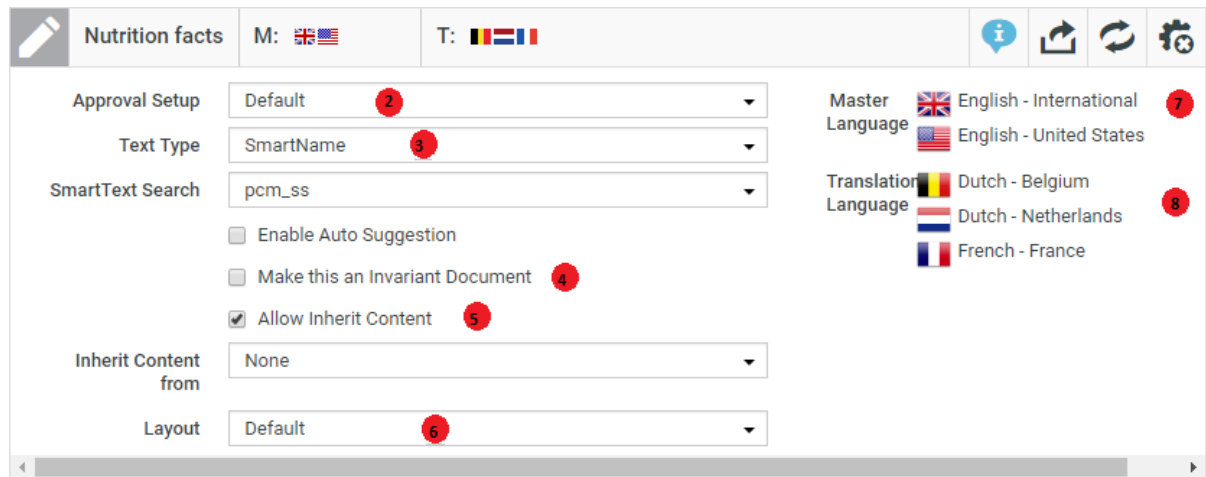 Nutrition facts M: T:
Approval Setup Default 2
Text Type SmartName 3
SmartText Search pcm_ss
Enable Auto Suggestion
Make this an Invariant Document 4
Allow Inherit Content 5
Inherit Content
from
None
Layout Default 6
Master
Language
English - International 7
English - United States
Translation
Language
Dutch - Belgium
Dutch - Netherlands 8
French - France